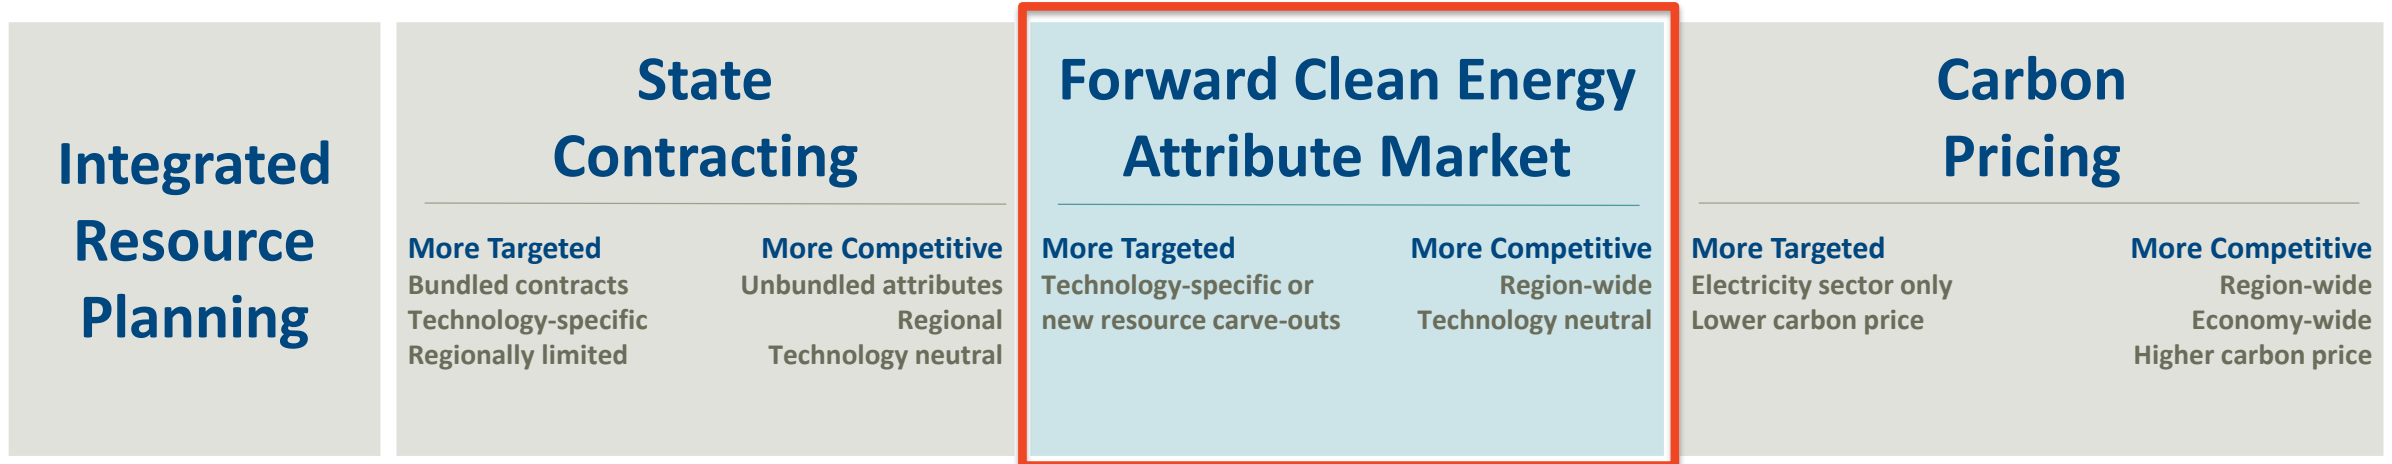 Integrated
Resource
Planning
State
Contracting
More Targeted
Bundled contracts
Technology-specific
Regionally limited
More Competitive
Unbundled attributes
Regional
Technology neutral
Forward Clean Energy
Attribute Market
More Targeted
Technology-specific or
new resource carve-outs
More Competitive
Region-wide
Technology neutral
Carbon
Pricing
More Targeted
Electricity sector only
Lower carbon price
More Competitive
Region-wide
Economy-wide
Higher carbon price